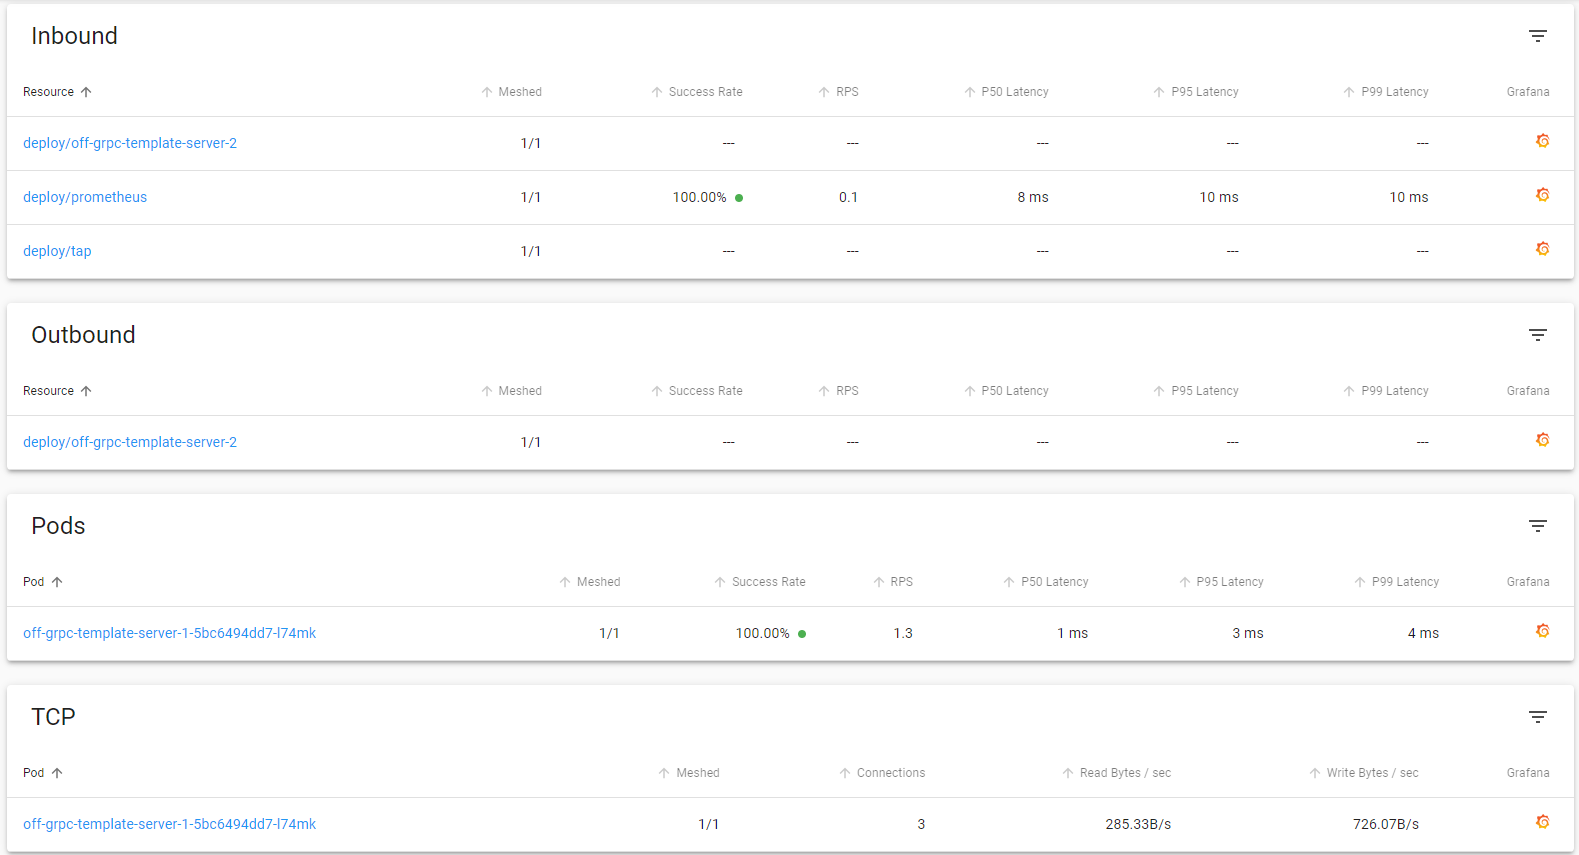 Inbound
Resource Meshed Success Rate RPS P50 Latency P95 Latency P99 Latency Grafana
deploy/off-grpc-template-server-2 1/1 --- --- --- --- ---
deploy/prometheus 1/1 100.00% 0.1 8 ms 10 ms 10 ms
deploy/tap 1/1 --- --- --- --- ---
Outbound
Resource Meshed Success Rate RPS P50 Latency P95 Latency P99 Latency Grafana
deploy/off-grpc-template-server-2 1/1 --- --- --- --- ---
Pods
Pod Meshed Success Rate RPS P50 Latency P95 Latency P99 Latency Grafana
off-grpc-template-server-1-5bc6494dd7-l74mk 1/1 100.00% 1.3 1 ms 3 ms 4 ms
TCP
Pod Meshed Connections Read Bytes / sec Write Bytes / sec Grafana
off-grpc-template-server-1-5bc6494dd7-l74mk 1/1 3 285.33B/s 726.07B/s